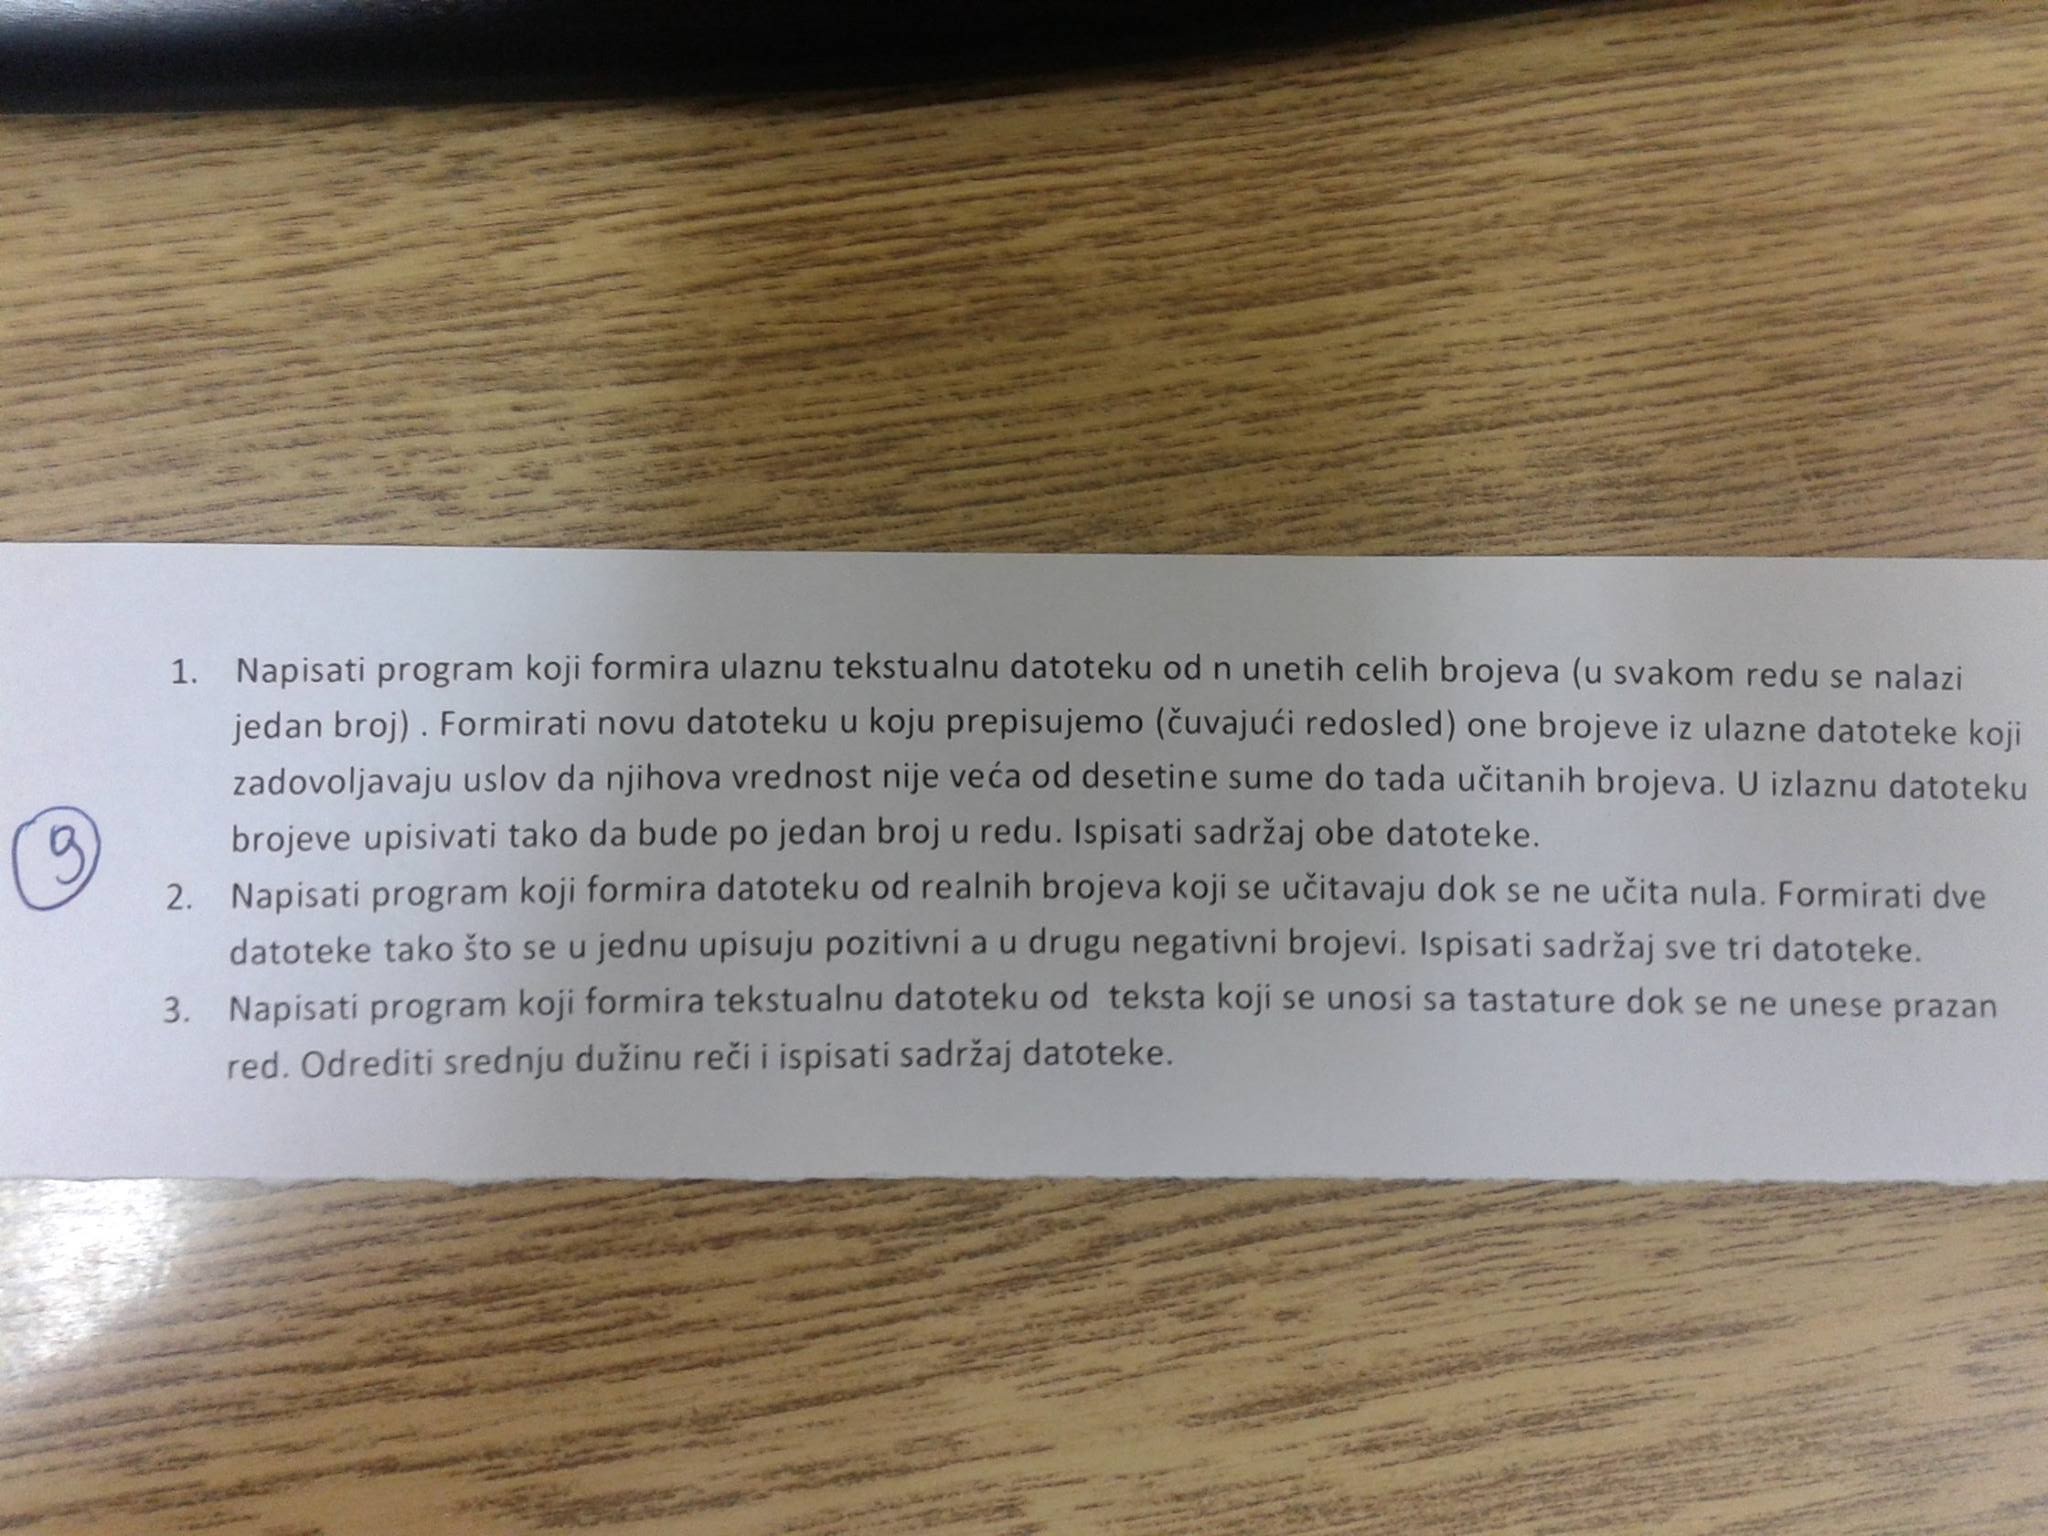 1. Napisati program koji formira ulaznu tekstualnu datoteku od n unetih celih brojeva (u svakom redu se nalazi
jedan broj) . Formirati novu datoteku u koju prepisujemo (čuvajući redosled) one brojeve iz ulazne datoteke koji
zadovoljavaju uslov da njihova vrednost nije veća od desetine sume do tada učitanih brojeva. U izlaznu datoteku
brojeve upisivati tako da bude po jedan broj u redu. Ispisati sadržaj obe datoteke.
9
2. Napisati program koji formira datoteku od realnih brojeva koji se učitavaju dok se ne učita nula. Formirati dve
datoteke tako što se u jednu upisuju pozitivni a u drugu negativni brojevi. Ispisati sadržaj sve tri datoteke.
3. Napisati program koji formira tekstualnu datoteku od teksta koji se unosi sa tastature dok se ne unese prazan
red. Odrediti srednju dužinu reči i ispisati sadržaj datoteke.